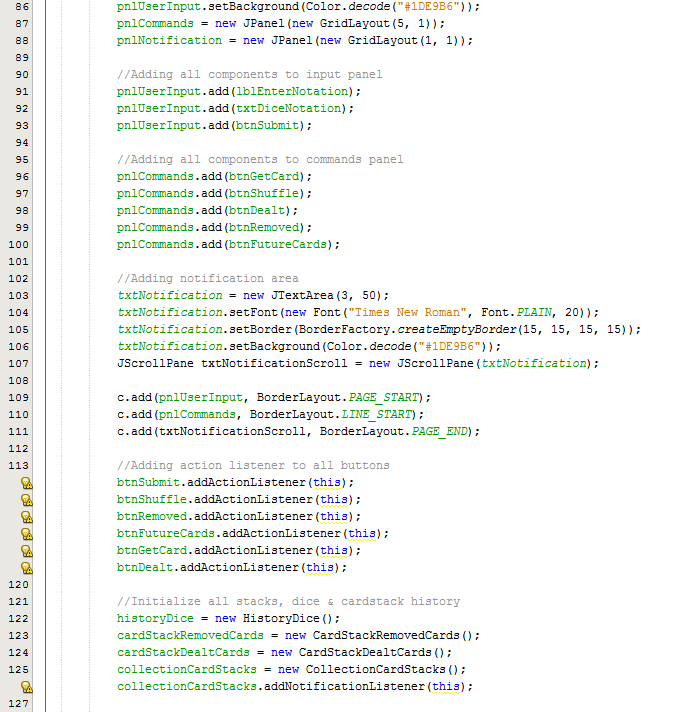 86 pnlUserInput.setBackground(Color.decode("#1DE9B6"));
87 pnlCommands = new JPanel(new GridLayout(5, 1));
88 pnlNotification = new JPanel(new GridLayout(1, 1));
89
90 //Adding all components to input panel
91 pnlUserInput.add(lblEnterNotation);
92 pnlUserInput.add(txtDiceNotation);
93 pnlUserInput.add(btnSubmit);
94
95 //Adding all components to commands panel
96 pnlCommands.add(btnGetCard);
97 pnlCommands.add(btnShuffle);
98 pnlCommands.add(btnDealt);
99 pnlCommands.add(btnRemoved);
100 pnlCommands.add(btnFutureCards);
101
102 //Adding notification area
103 txtNotification = new JTextArea(3, 50);
104 txtNotification.setFont(new Font("Times New Roman", Font.PLAIN, 20));
105 txtNotification.setBorder(BorderFactory.createEmptyBorder(15, 15, 15, 15));
106 txtNotification.setBackground(Color.decode("#1DE9B6"));
107 JScrollPane txtNotificationScroll = new JScrollPane(txtNotification);
108
109 c.add(pnlUserInput, BorderLayout.PAGE_START);
110 c.add(pnlCommands, BorderLayout.LINE_START);
111 c.add(txtNotificationScroll, BorderLayout.PAGE_END);
112
113 //Adding action listener to all buttons
btnSubmit.addActionListener(this);
btnShuffle.addActionListener(this);
btnRemoved.addActionListener(this);
btnFutureCards.addActionListener(this);
btnGetCard.addActionListener(this);
btnDealt.addActionListener(this);
120
121 //Initialize all stacks, dice & cardstack history
122 historyDice = new HistoryDice();
123 cardStackRemovedCards = new CardStackRemovedCards();
124 cardStackDealtCards = new CardStackDealtCards();
125 collectionCardStacks = new CollectionCardStacks();
collectionCardStacks.addNotificationListener(this);
127